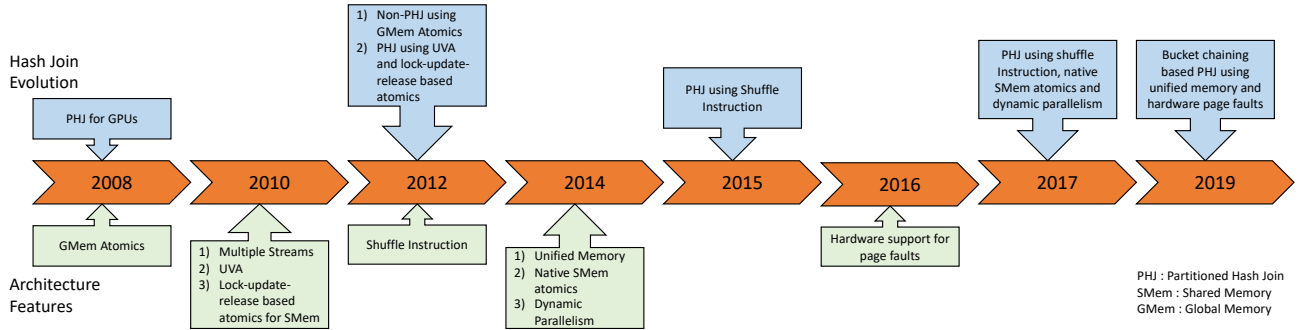 Hash Join
Evolution
PHJ for GPUs
1) Non-PHJ using
GMem Atomics
2) PHJ using UVA
and lock-update-
release based
atomics
PHJ using Shuffle
Instruction
PHJ using shuffle
Instruction, native
SMem atomics and
dynamic parallelism
Bucket chaining
based PHJ using
unified memory and
hardware page faults
2008
2010
2012
2014
2015
2016
2017
2019
GMem Atomics
1) Multiple Streams
2) UVA
3) Lock-update-
release based
atomics for SMem
Shuffle Instruction
1) Unified Memory
2) Native SMem
atomics
3) Dynamic
Parallelism
Hardware support for
page faults
Architecture
Features
PHJ : Partitioned Hash Join
SMem : Shared Memory
GMem : Global Memory